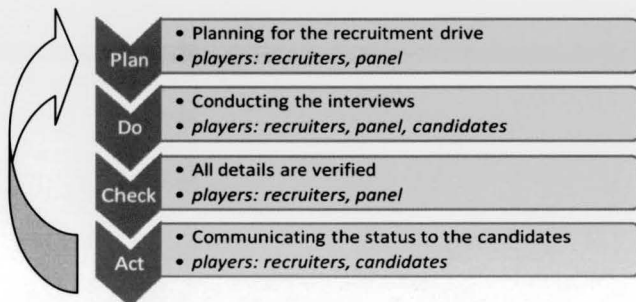 Plan
• Planning for the recruitment drive
• players: recruiters, panel
Do
• Conducting the interviews
• players: recruiters, panel, candidates
Check
• All details are verified
• players: recruiters, panel
Act
• Communicating the status to the candidates
• players: recruiters, candidates